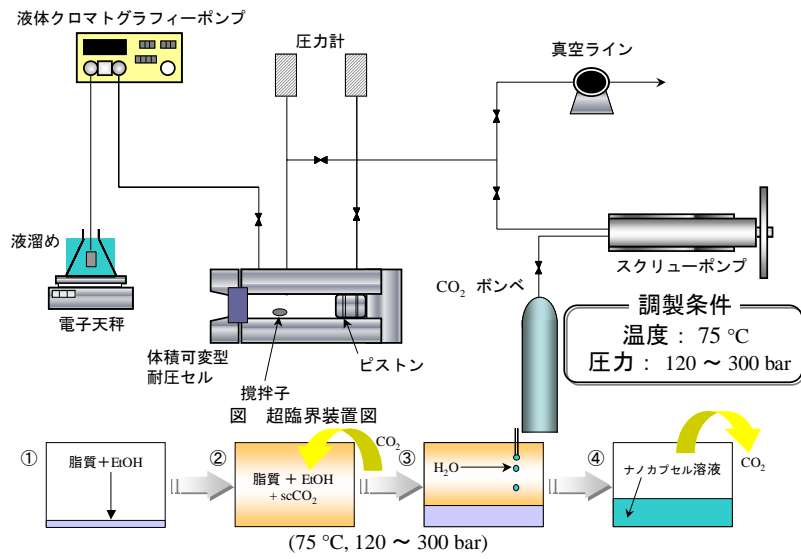 液体クロマトグラフィーポンプ
圧力計
真空ライン
液溜め
電子天秤
スクリューポンプ
CO₂ ボンベ
調製条件
温度 : 75 °C
圧力 : 120 ~ 300 bar
体積可変型
耐圧セル
撹拌子
ピストン
図 超臨界装置図
①
脂質+EtOH
②
CO₂
脂質 + EtOH
+ scCO₂
③
H₂O
④
ナノカプセル溶液
CO₂
(75 °C, 120 ~ 300 bar)